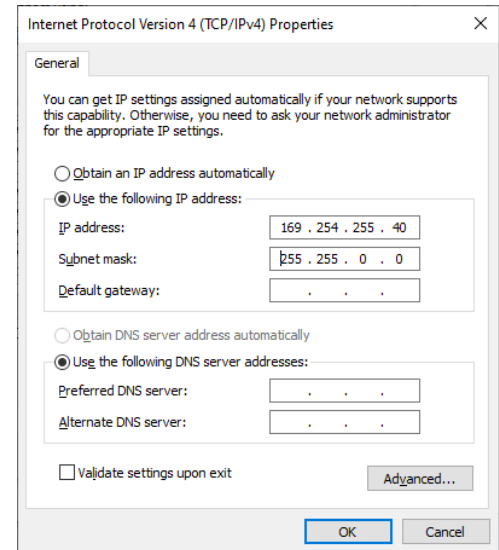 Internet Protocol Version 4 (TCP/IPv4) Properties
General
You can get IP settings assigned automatically if your network supports
this capability. Otherwise, you need to ask your network administrator
for the appropriate IP settings.
Obtain an IP address automatically
Use the following IP address:
IP address: 169 . 254 . 255 . 40
Subnet mask: 255 . 255 . 0 . 0
Default gateway: . . .
Obtain DNS server address automatically
Use the following DNS server addresses:
Preferred DNS server: . . .
Alternate DNS server: . . .
Validate settings upon exit
Advanced...
OK Cancel